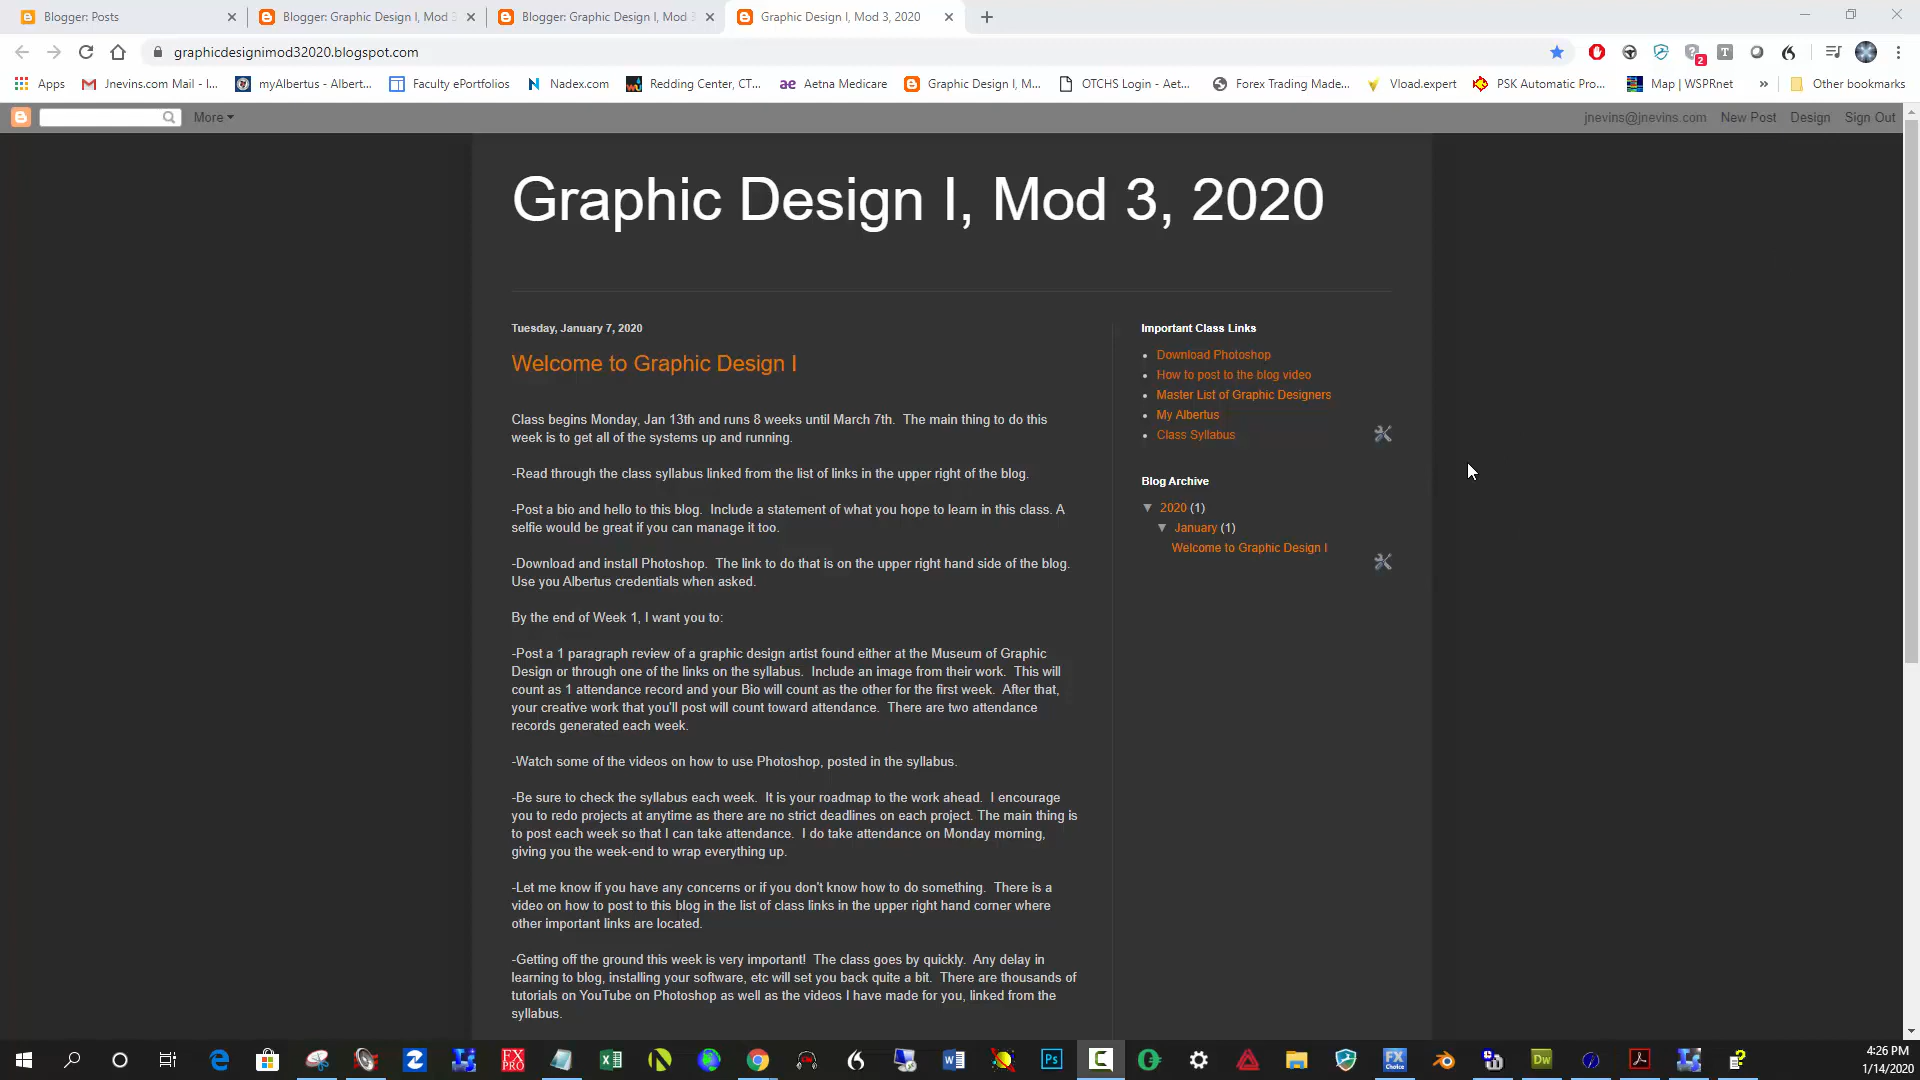 Blogger: Posts
Blogger: Graphic Design I, Mod 3
Blogger: Graphic Design I, Mod 3
Graphic Design I, Mod 3, 2020
graphicdesignimod32020.blogspot.com
2
Apps
Jnevins.com Mail - I...
myAlbertus - Albert...
Faculty ePortfolios
Nadex.com
Redding Center, CT...
Aetna Medicare
Graphic Design I, M...
OTCHS Login - Aet...
Forex Trading Made...
Vload.expert
PSK Automatic Pro...
Map | WSPRnet
»
Other bookmarks
More
jnevins@jnevins.com
New Post
Design
Sign Out
Graphic Design I, Mod 3, 2020
Tuesday, January 7, 2020
Welcome to Graphic Design I
Class begins Monday, Jan 13th and runs 8 weeks until March 7th. The main thing to do this
week is to get all of the systems up and running.
-Read through the class syllabus linked from the list of links in the upper right of the blog.
-Post a bio and hello to this blog. Include a statement of what you hope to learn in this class. A
selfie would be great if you can manage it too.
-Download and install Photoshop. The link to do that is on the upper right hand side of the blog.
Use you Albertus credentials when asked.
By the end of Week 1, I want you to:
-Post a 1 paragraph review of a graphic design artist found either at the Museum of Graphic
Design or through one of the links on the syllabus. Include an image from their work. This will
count as 1 attendance record and your Bio will count as the other for the first week. After that,
your creative work that you'll post will count toward attendance. There are two attendance
records generated each week.
-Watch some of the videos on how to use Photoshop, posted in the syllabus.
-Be sure to check the syllabus each week. It is your roadmap to the work ahead. I encourage
you to redo projects at anytime as there are no strict deadlines on each project. The main thing is
to post each week so that I can take attendance. I do take attendance on Monday morning,
giving you the week-end to wrap everything up.
-Let me know if you have any concerns or if you don't know how to do something. There is a
video on how to post to this blog in the list of class links in the upper right hand corner where
other important links are located.
-Getting off the ground this week is very important! The class goes by quickly. Any delay in
learning to blog, installing your software, etc will set you back quite a bit. There are thousands of
tutorials on YouTube on Photoshop as well as the videos I have made for you, linked from the
syllabus.
Important Class Links
Download Photoshop
How to post to the blog video
Master List of Graphic Designers
My Albertus
Class Syllabus
Blog Archive
▼ 2020 (1)
▼ January (1)
Welcome to Graphic Design I
FX PRO
Ps
FX Choice
Dw
4:26 PM
1/14/2020